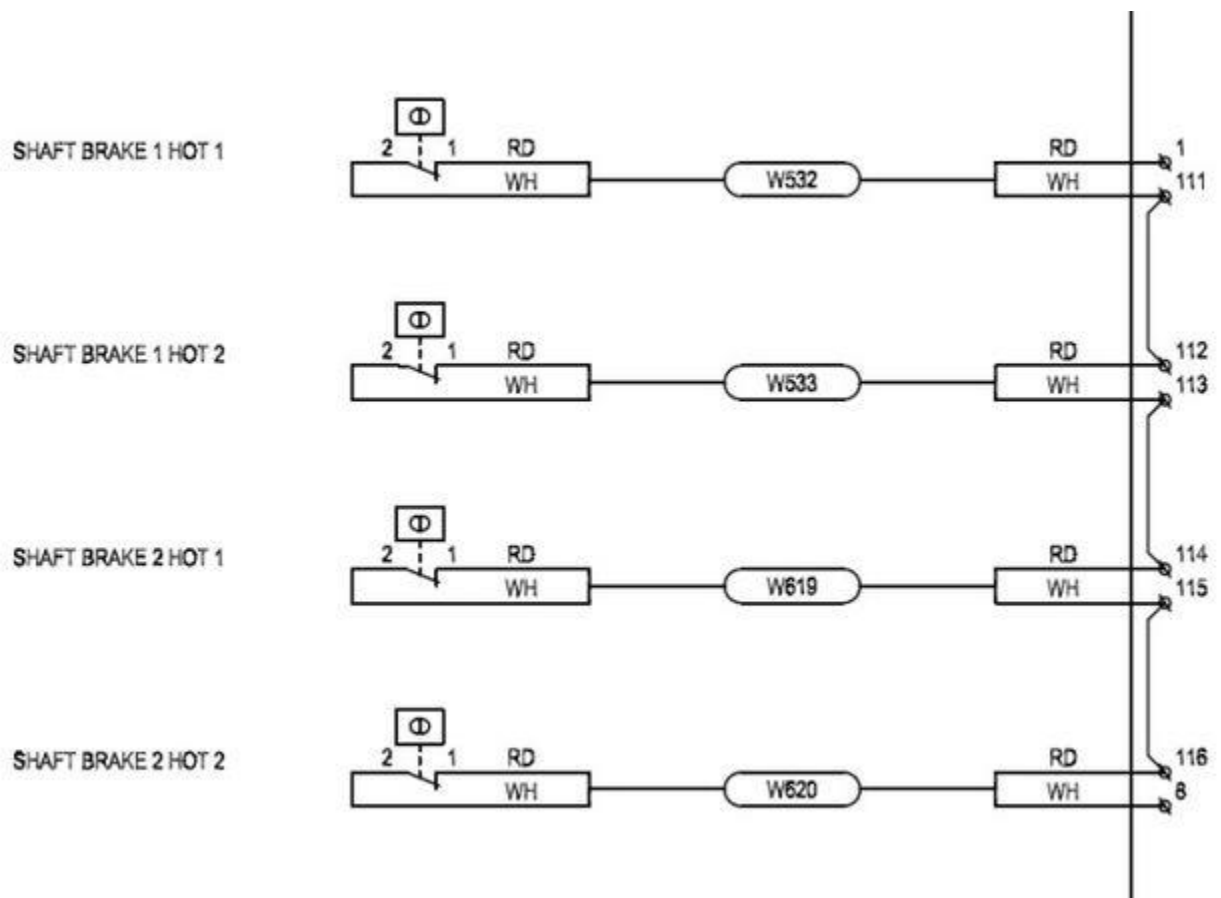 SHAFT BRAKE 1 HOT 1
2 1 RD
WH
W532
RD
WH
1
111
SHAFT BRAKE 1 HOT 2
2 1 RD
WH
W533
RD
WH
112
113
SHAFT BRAKE 2 HOT 1
2 1 RD
WH
W619
RD
WH
114
115
SHAFT BRAKE 2 HOT 2
2 1 RD
WH
W620
RD
WH
116
8